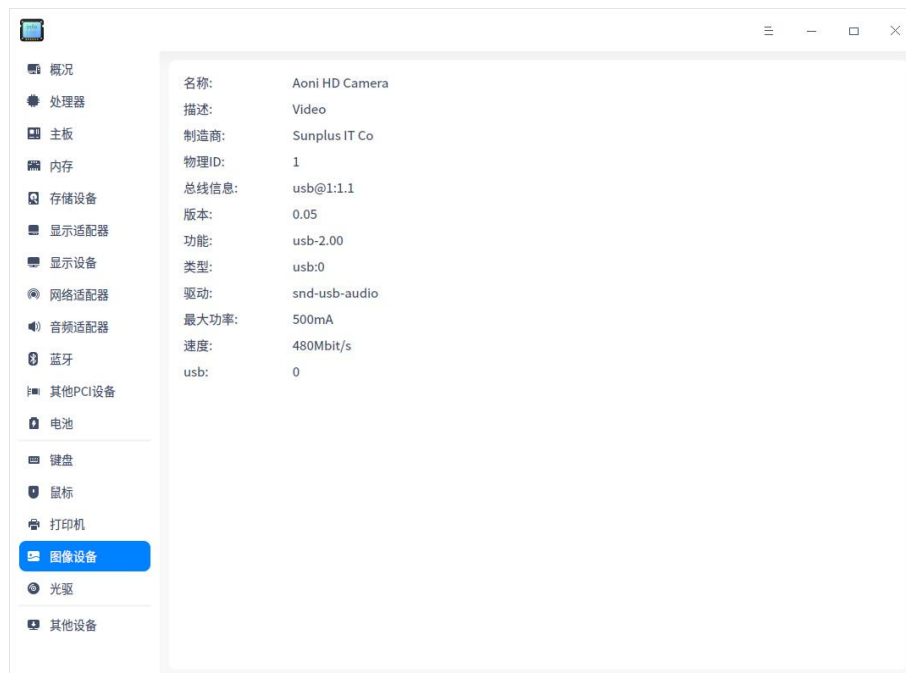 概况
处理器
主板
内存
存储设备
显示适配器
显示设备
网络适配器
音频适配器
蓝牙
其他PCI设备
电池
键盘
鼠标
打印机
图像设备
光驱
其他设备
名称: Aoni HD Camera
描述: Video
制造商: Sunplus IT Co
物理ID: 1
总线信息: usb@1:1.1
版本: 0.05
功能: usb-2.00
类型: usb:0
驱动: snd-usb-audio
最大功率: 500mA
速度: 480Mbit/s
usb: 0